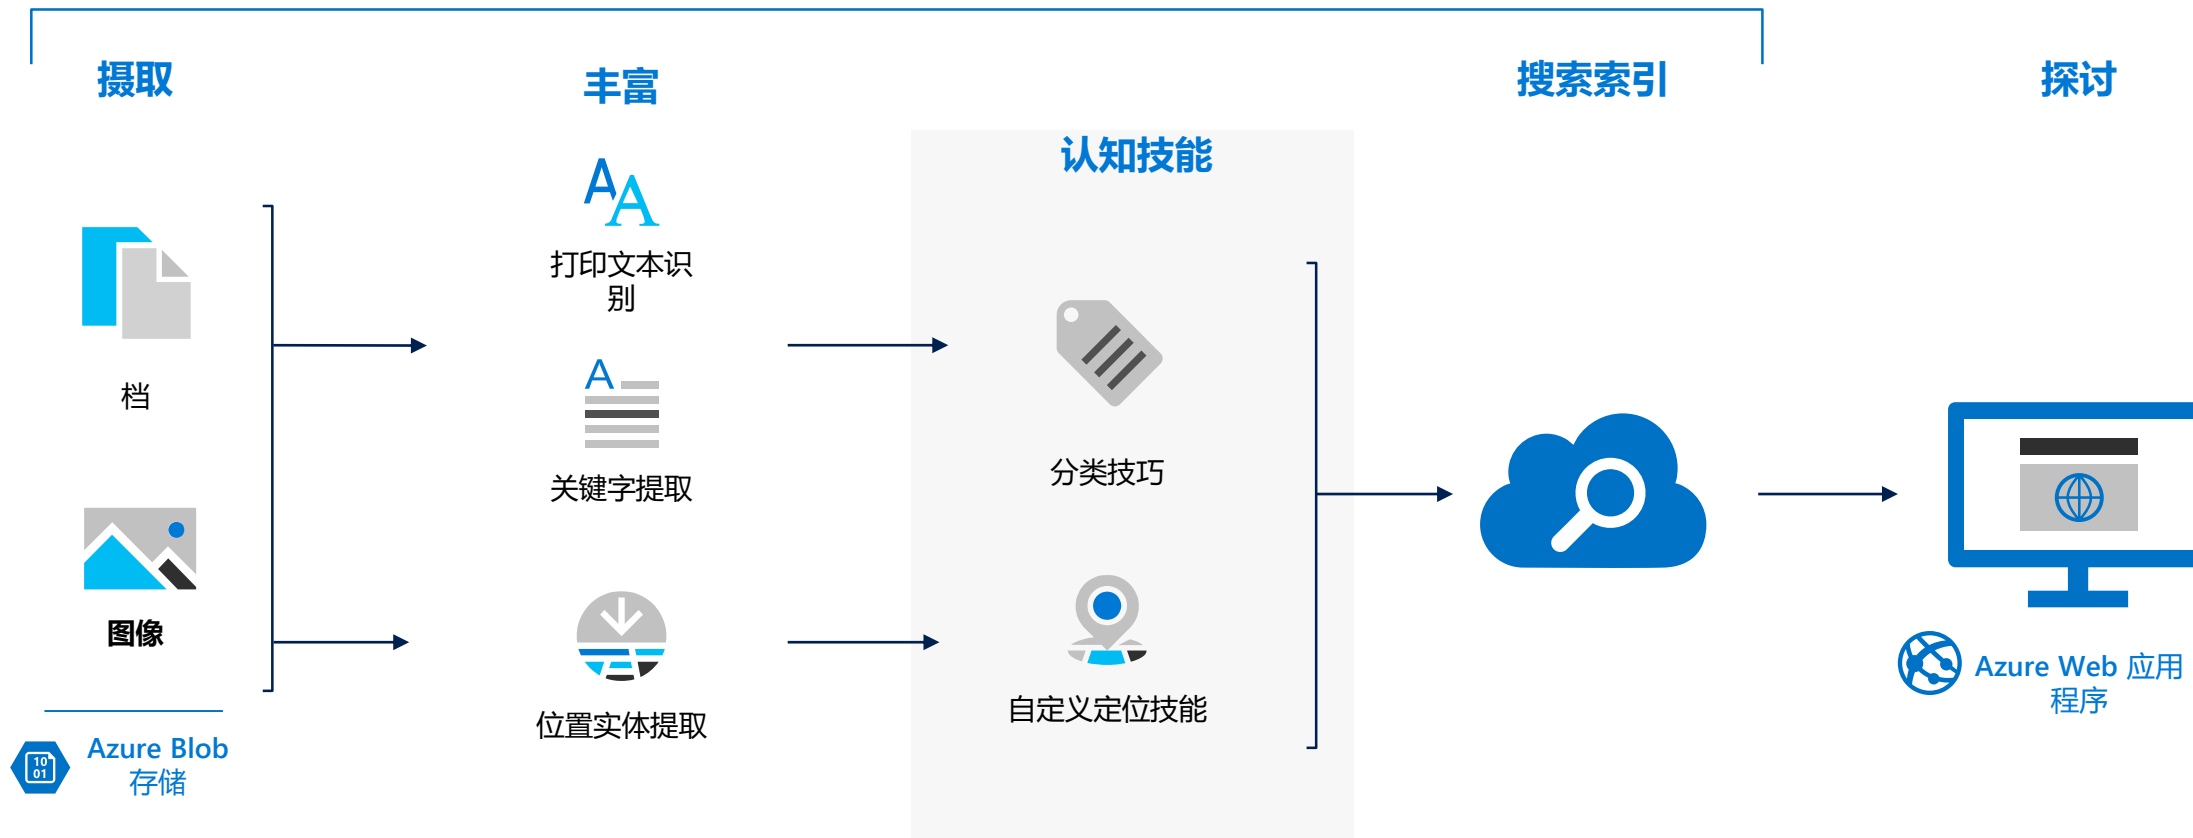 摄取
丰富
搜索索引
探讨
认知技能
打印文本识
别
档
关键字提取
分类技巧
图像
位置实体提取
自定义定位技能
Azure Blob
存储
10
01
Azure Web 应用
程序